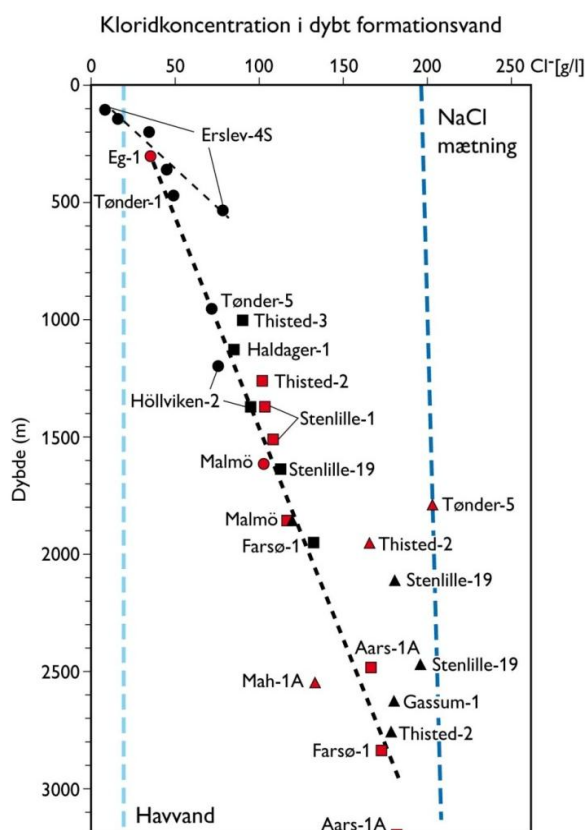 Kloridkoncentration i dybt formationsvand
0 50 100 150 200 250 Cl⁻[g/l]
0
NaCl
mætning
Erslev-4S
Eg-1
500
Tønder-1
Tønder-5
1000
Thisted-3
Haldager-1
Thisted-2
Höllviken-2
Stenlille-1
1500
Malmö
Stenlille-19
Tønder-5
Malmö
Farsø-1
Thisted-2
2000
Stenlille-19
Aars-1A
Stenlille-19
2500
Mah-1A
Gassum-1
Thisted-2
Farsø-1
3000
Havvand
Aars-1A
Dybde (m)